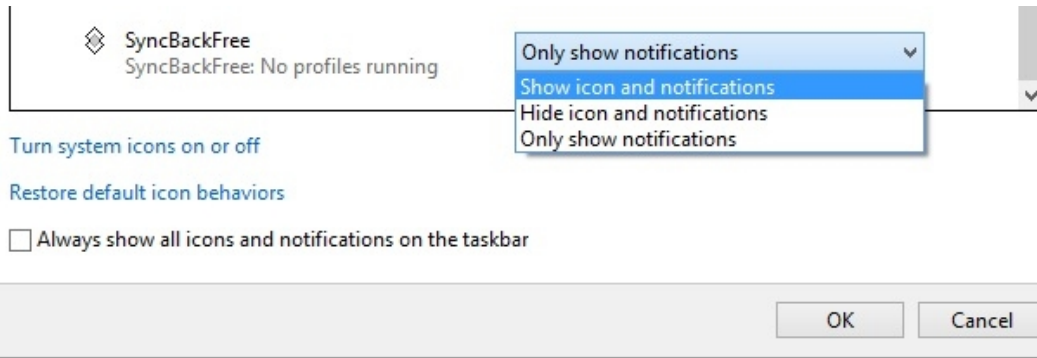 SyncBackFree
SyncBackFree: No profiles running
Only show notifications
Show icon and notifications
Hide icon and notifications
Only show notifications
Turn system icons on or off
Restore default icon behaviors
Always show all icons and notifications on the taskbar
OK
Cancel